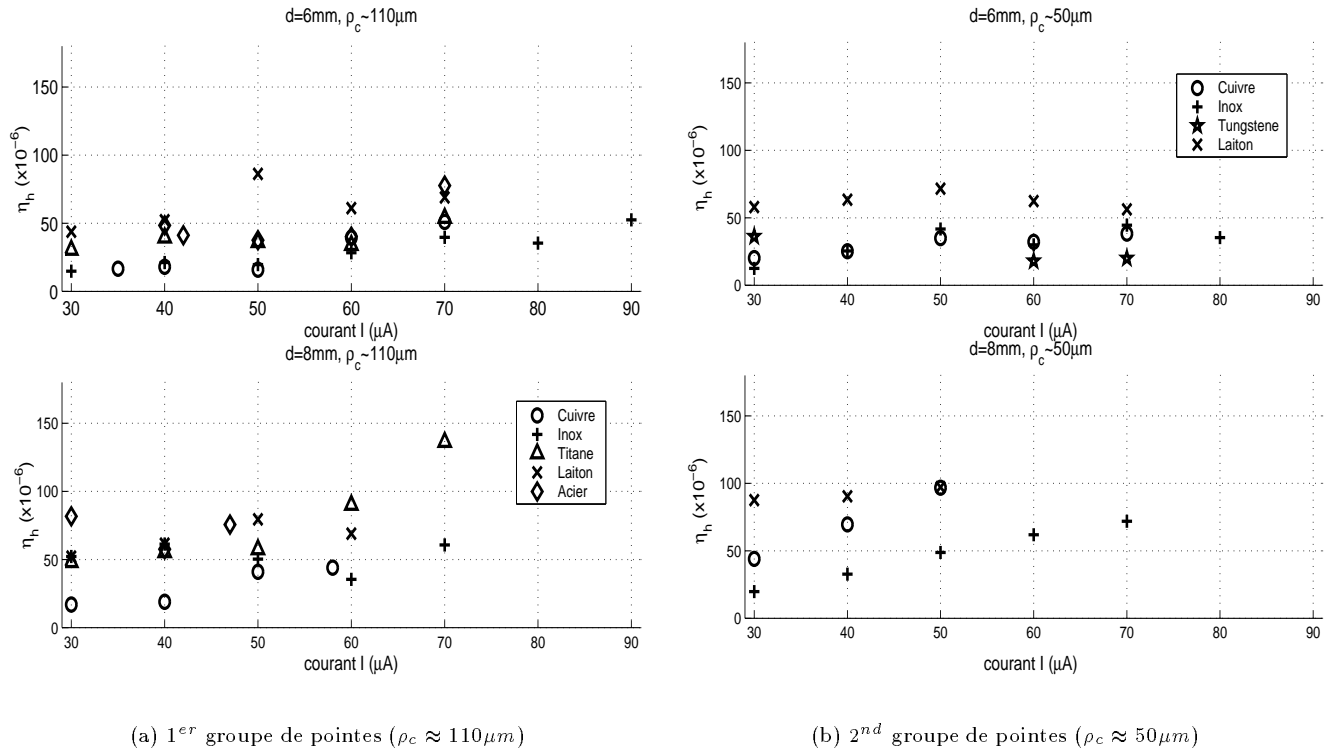 d=6mm, ρc~110μm
150
100
50
0
ηh (×10-6)
30 40 50 60 70 80 90
courant I (μA)
d=8mm, ρc~110μm
150
100
50
0
ηh (×10-6)
Cuivre
Inox
Titane
Laiton
Acier
30 40 50 60 70 80 90
courant I (μA)
(a) 1er groupe de pointes (ρc ≈ 110μm)
d=6mm, ρc~50μm
150
100
50
0
ηh (×10-6)
Cuivre
Inox
Tungstene
Laiton
30 40 50 60 70 80 90
courant I (μA)
d=8mm, ρc~50μm
150
100
50
0
ηh (×10-6)
30 40 50 60 70 80 90
courant I (μA)
(b) 2nd groupe de pointes (ρc ≈ 50μm)